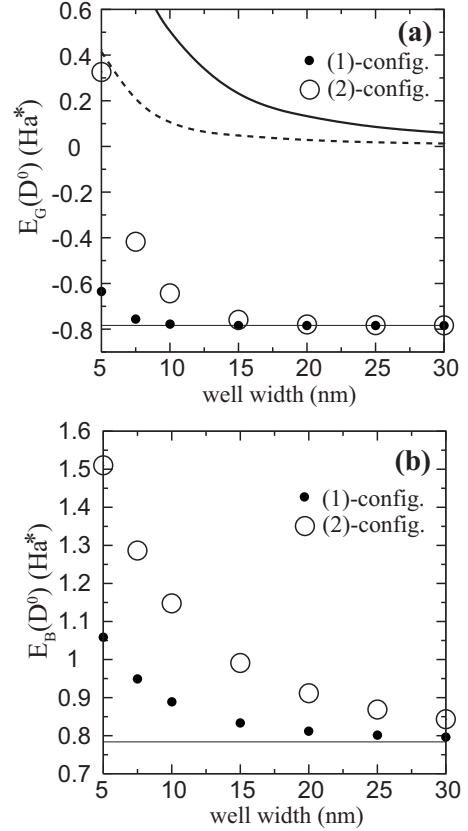 0.6
(a)
(1)-config.
(2)-config.
0.4
0.2
0
-0.2
-0.4
-0.6
-0.8
E_G(D⁰) (Ha*)
5 10 15 20 25 30
well width (nm)
1.6
(b)
1.5
(1)-config.
(2)-config.
1.4
1.3
1.2
1.1
1
0.9
0.8
0.7
E_B(D⁰) (Ha*)
5 10 15 20 25 30
well width (nm)